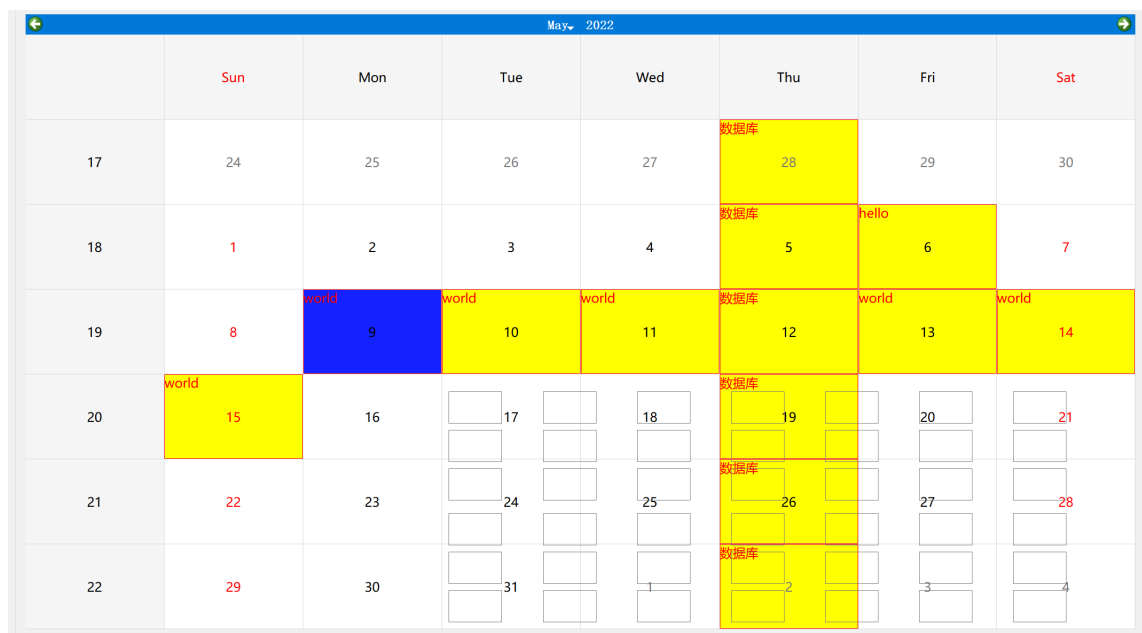 May 2022
Sun Mon Tue Wed Thu Fri Sat
数据库
17 24 25 26 27 28 29 30
数据库 hello
18 1 2 3 4 5 6 7
world world world 数据库 world world
19 8 9 10 11 12 13 14
world 数据库
20 15 16 17 18 19 20 21
数据库
21 22 23 24 25 26 27 28
数据库
22 29 30 31 1 2 3 4